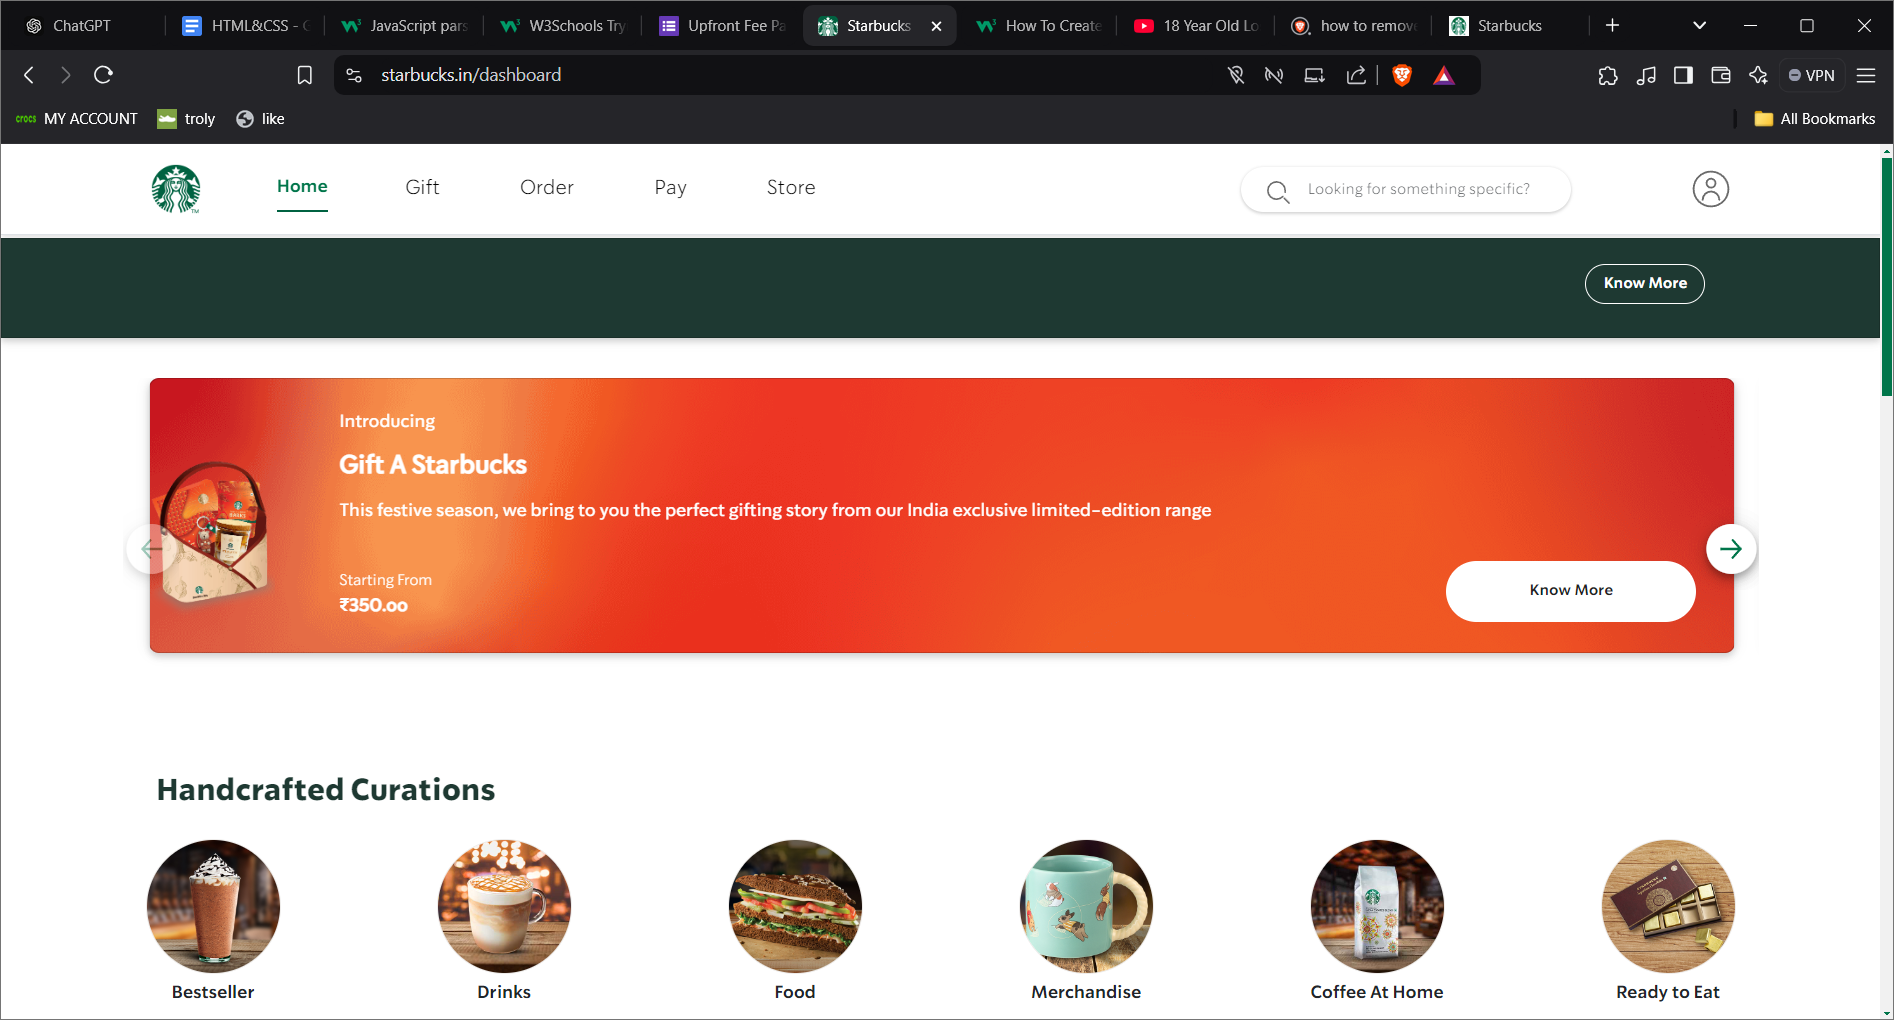 ChatGPT
HTML&CSS - G
JavaScript pars
W3Schools Try
Upfront Fee Pa
Starbucks
How To Create
18 Year Old Lo
how to remove
Starbucks
starbucks.in/dashboard
VPN
crocs MY ACCOUNT
troly
like
All Bookmarks
Home
Gift
Order
Pay
Store
Looking for something specific?
Know More
Introducing
Gift A Starbucks
This festive season, we bring to you the perfect gifting story from our India exclusive limited-edition range
Starting From
₹350.00
Know More
Handcrafted Curations
Bestseller
Drinks
Food
Merchandise
Coffee At Home
Ready to Eat